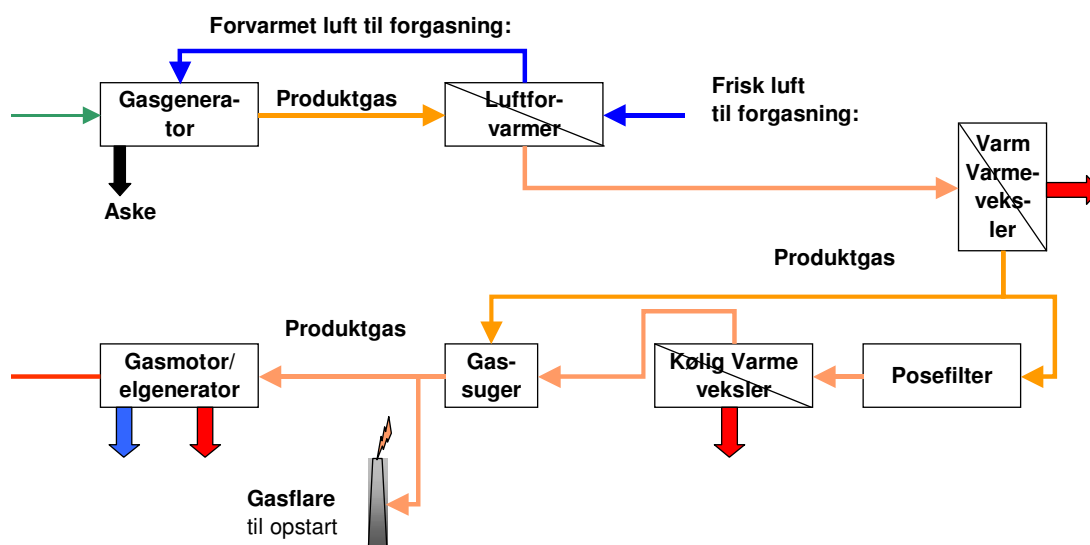 Forvarmet luft til forgasning:
Gasgenera-
tor
Produktgas
Luftfor-
varmer
Frisk luft
til forgasning:
Varm
Varme-
veks-
ler
Aske
Produktgas
Produktgas
Gasmotor/
elgenerator
Gas-
suger
Kølig Varme
veksler
Posefilter
Gasflare
til opstart